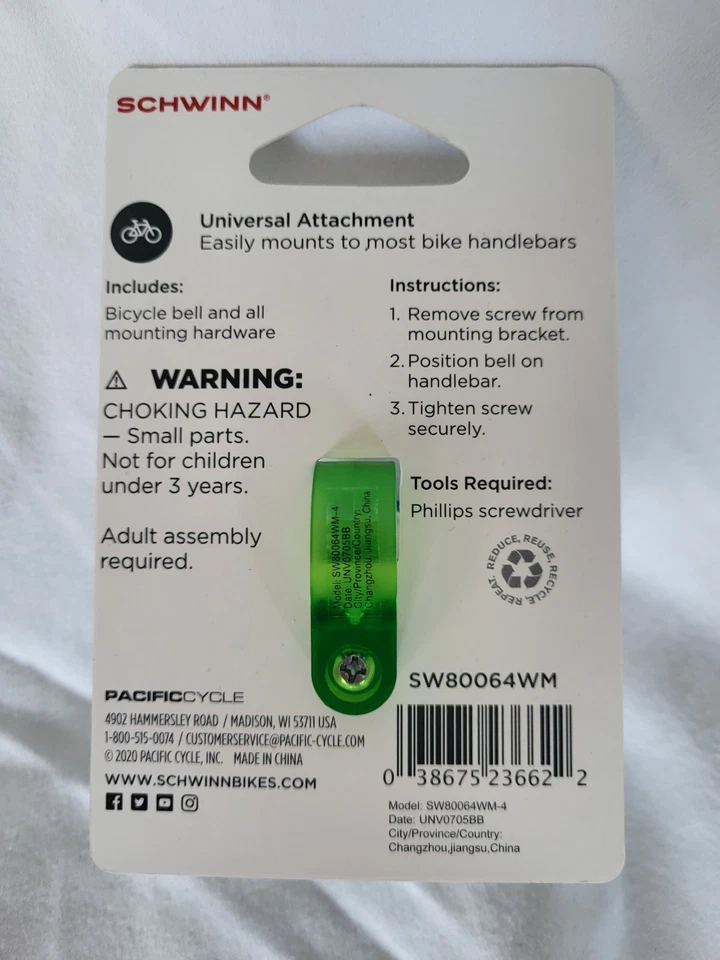 SCHWINN®
Universal Attachment
Easily mounts to most bike handlebars
Includes:
Bicycle bell and all
mounting hardware
⚠ WARNING:
CHOKING HAZARD
— Small parts.
Not for children
under 3 years.
Adult assembly
required.
Instructions:
1. Remove screw from
mounting bracket.
2. Position bell on
handlebar.
3. Tighten screw
securely.
Tools Required:
Phillips screwdriver
REDUCE, REUSE, RECYCLE, REPEAT.
Model: SW80064WM-4
Date: UNV0705BB
City/Province/Country:
Changzhou, jiangsu, China
PACIFICCYCLE
4902 HAMMERSLEY ROAD / MADISON, WI 53711 USA
1-800-515-0074 / CUSTOMERSERVICE@PACIFIC-CYCLE.COM
© 2020 PACIFIC CYCLE, INC. MADE IN CHINA
WWW.SCHWINNBIKES.COM
SW80064WM
0 38675 23662 2
Model: SW80064WM-4
Date: UNV0705BB
City/Province/Country:
Changzhou,jiangsu,China